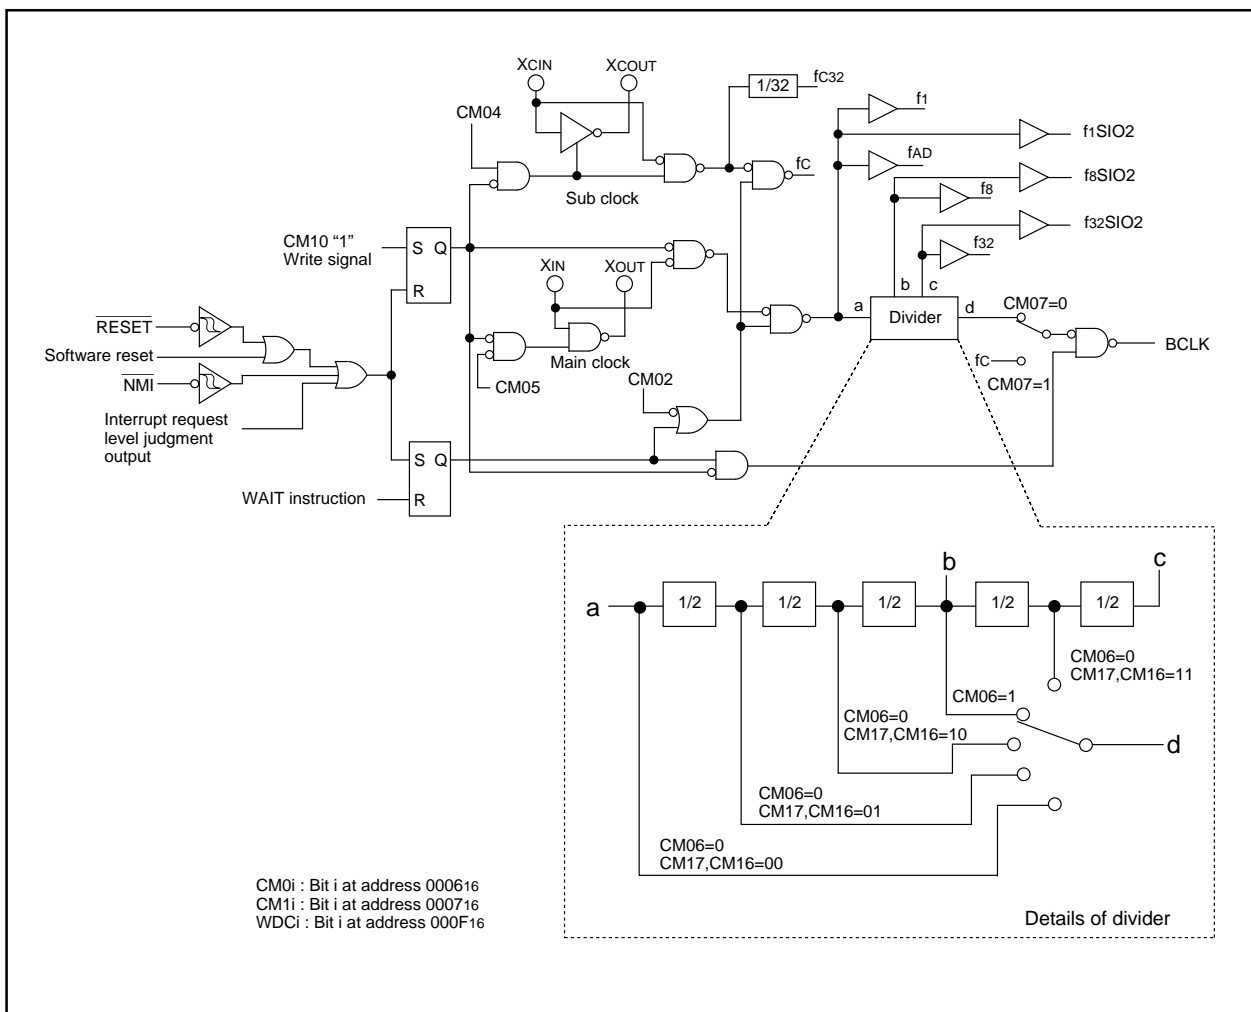 XCIN
XCOUT
CM04
1/32
fC32
f1
f1SIO2
fAD
fC
f8SIO2
f8
Sub clock
f32SIO2
f32
CM10 “1”
Write signal
S Q
R
XIN
XOUT
b
c
a
Divider
d
CM07=0
BCLK
fC
CM07=1
RESET
Software reset
NMI
Main clock
CM05
CM02
Interrupt request
level judgment
output
S Q
R
WAIT instruction
b
c
a
1/2
1/2
1/2
1/2
1/2
CM06=0
CM17,CM16=11
CM06=1
CM06=0
CM17,CM16=10
d
CM06=0
CM17,CM16=01
CM06=0
CM17,CM16=00
CM0i : Bit i at address 000616
CM1i : Bit i at address 000716
WDCi : Bit i at address 000F16
Details of divider